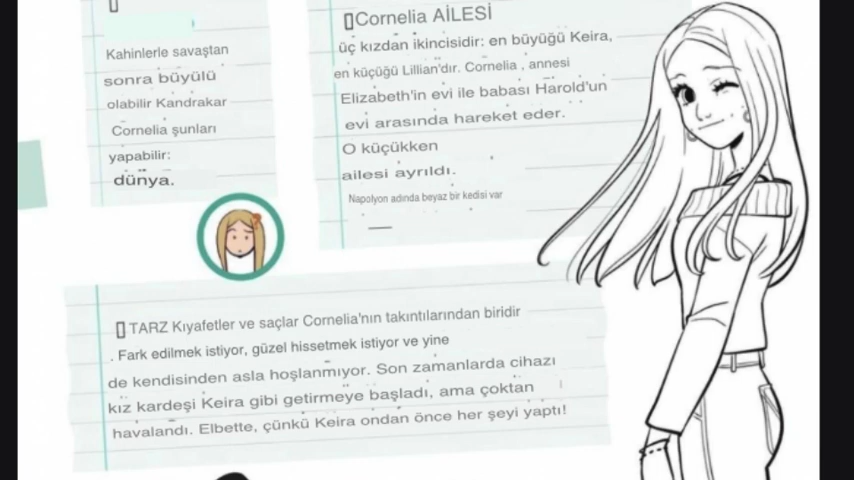 Kahinlerle savaştan
sonra büyülü
olabilir Kandrakar
Cornelia şunları
yapabilir:
dünya.
Cornelia AİLESİ
üç kızdan ikincisidir: en büyüğü Keira,
en küçüğü Lillian'dır. Cornelia , annesi
Elizabeth'in evi ile babası Harold'un
evi arasında hareket eder.
O küçükken
ailesi ayrıldı.
Napolyon adında beyaz bir kedisi var
TARZ Kıyafetler ve saçlar Cornelia'nın takıntılarından biridir
. Fark edilmek istiyor, güzel hissetmek istiyor ve yine
de kendisinden asla hoşlanmıyor. Son zamanlarda cihazı
kız kardeşi Keira gibi getirmeye başladı, ama çoktan
havalandı. Elbette, çünkü Keira ondan önce her şeyi yaptı!